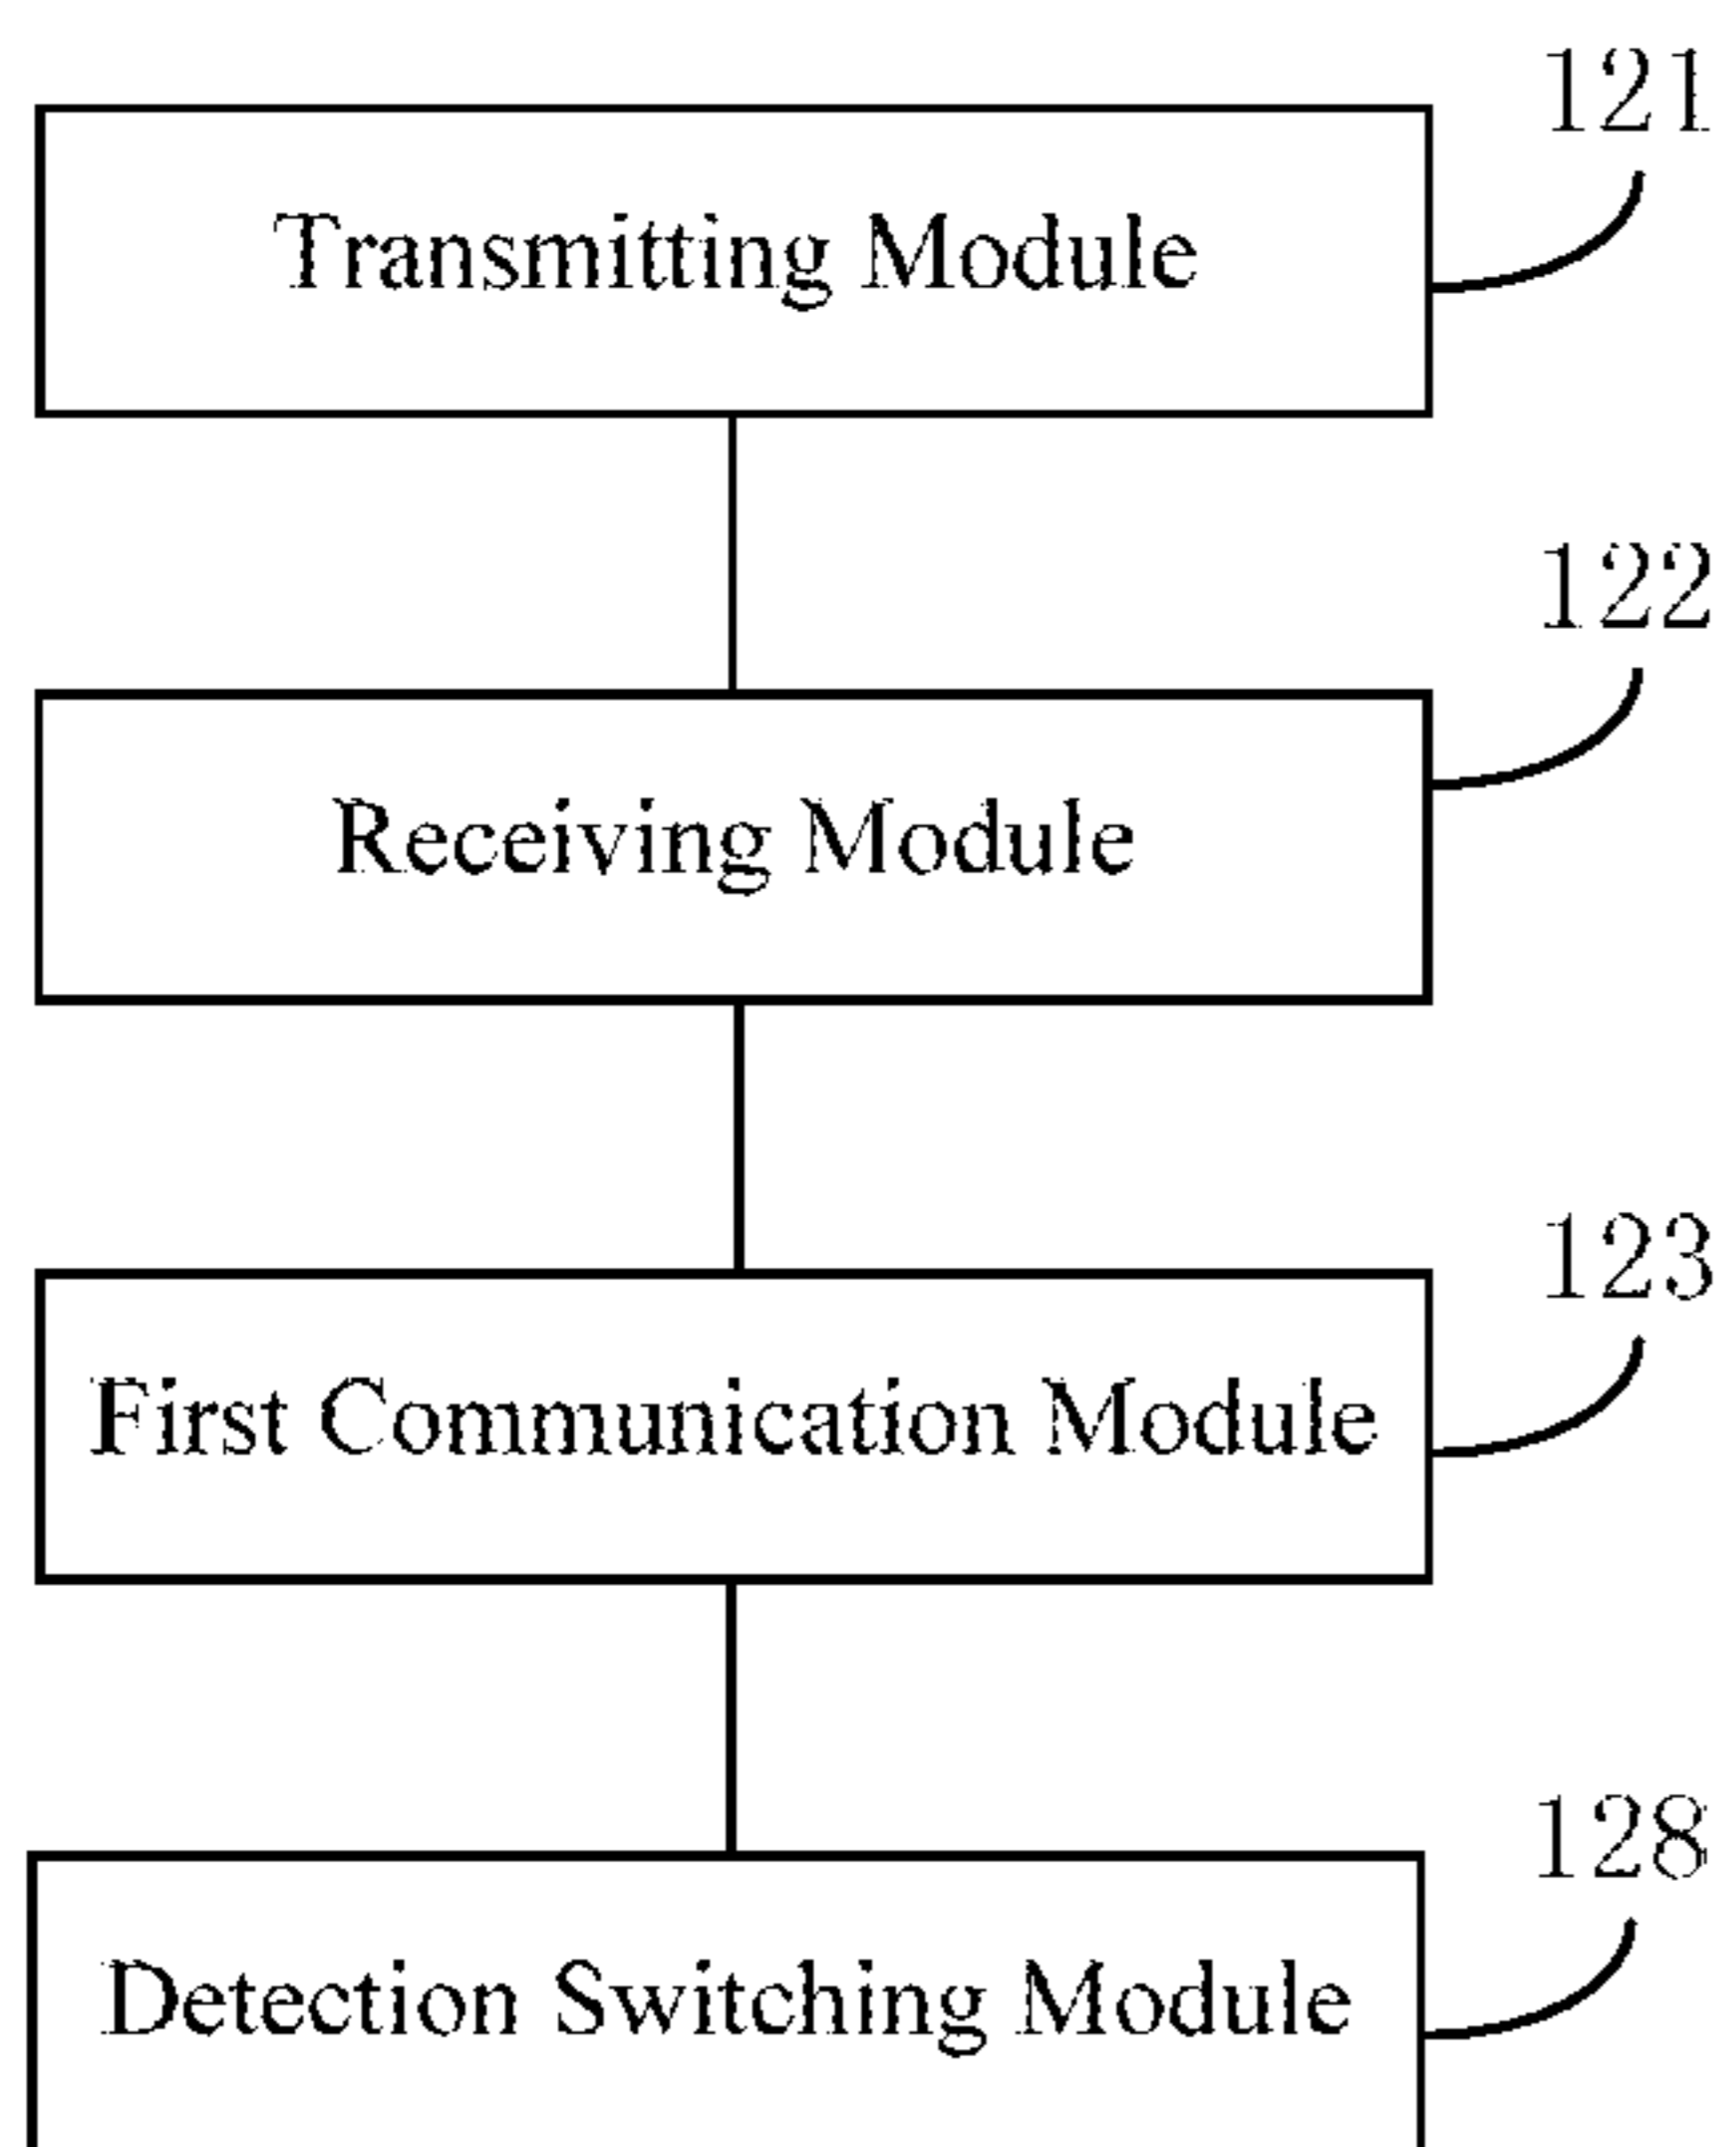 121
Transmitting Module
122
Receiving Module
123
First Communication Module
128
Detection Switching Module